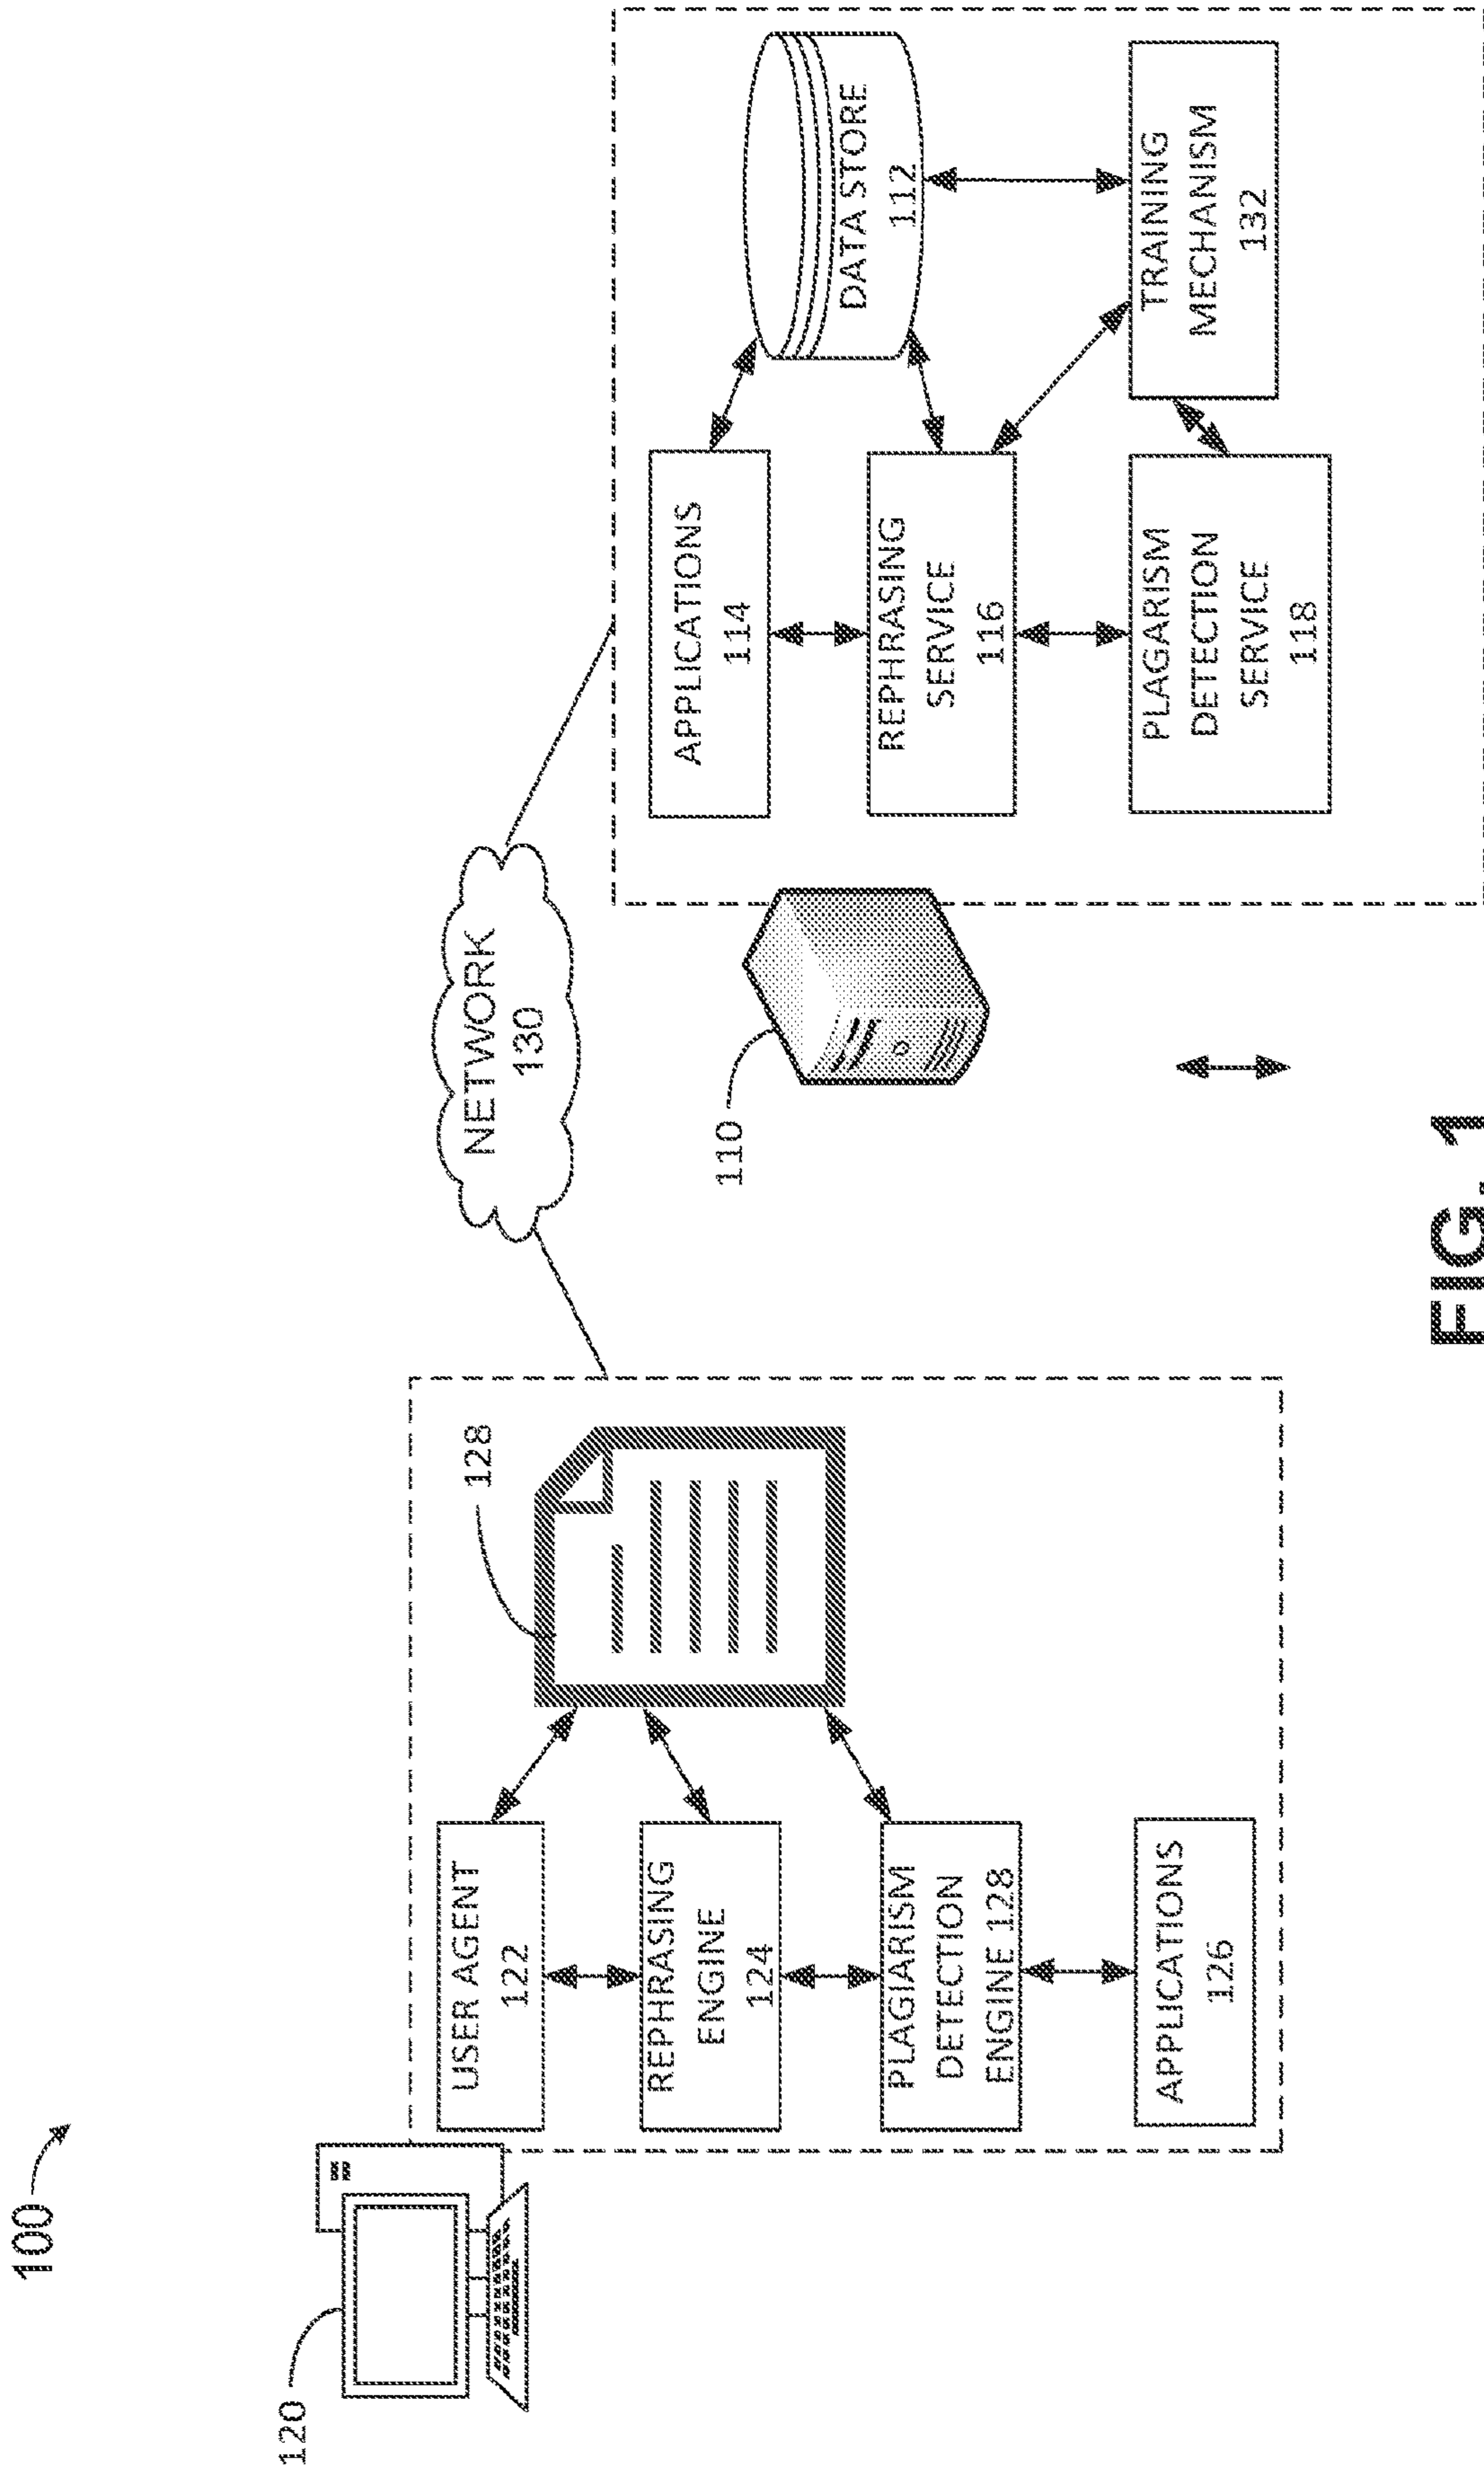 100
120
USER AGENT
122
REPHRASING
ENGINE
124
PLAGIARISM
DETECTION
ENGINE 128
APPLICATIONS
126
128
NETWORK
130
110
APPLICATIONS
114
REPHRASING
SERVICE
116
PLAGARISM
DETECTION
SERVICE
118
DATA STORE
112
TRAINING
MECHANISM
132
FIG. 1